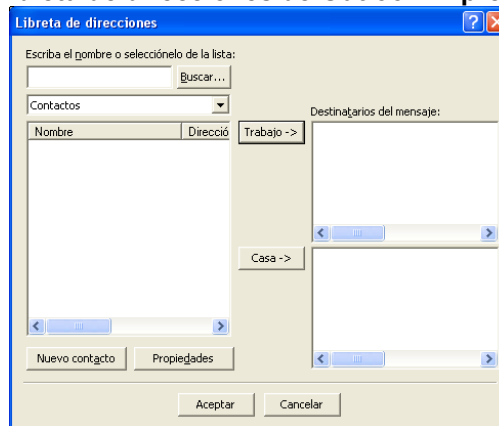 Libreta de direcciones
Escriba el nombre o selecciónelo de la lista:
Buscar...
Contactos
Destinatarios del mensaje:
Nombre
Direcció
Trabajo ->
Casa ->
Nuevo contacto
Propiedades
Aceptar
Cancelar